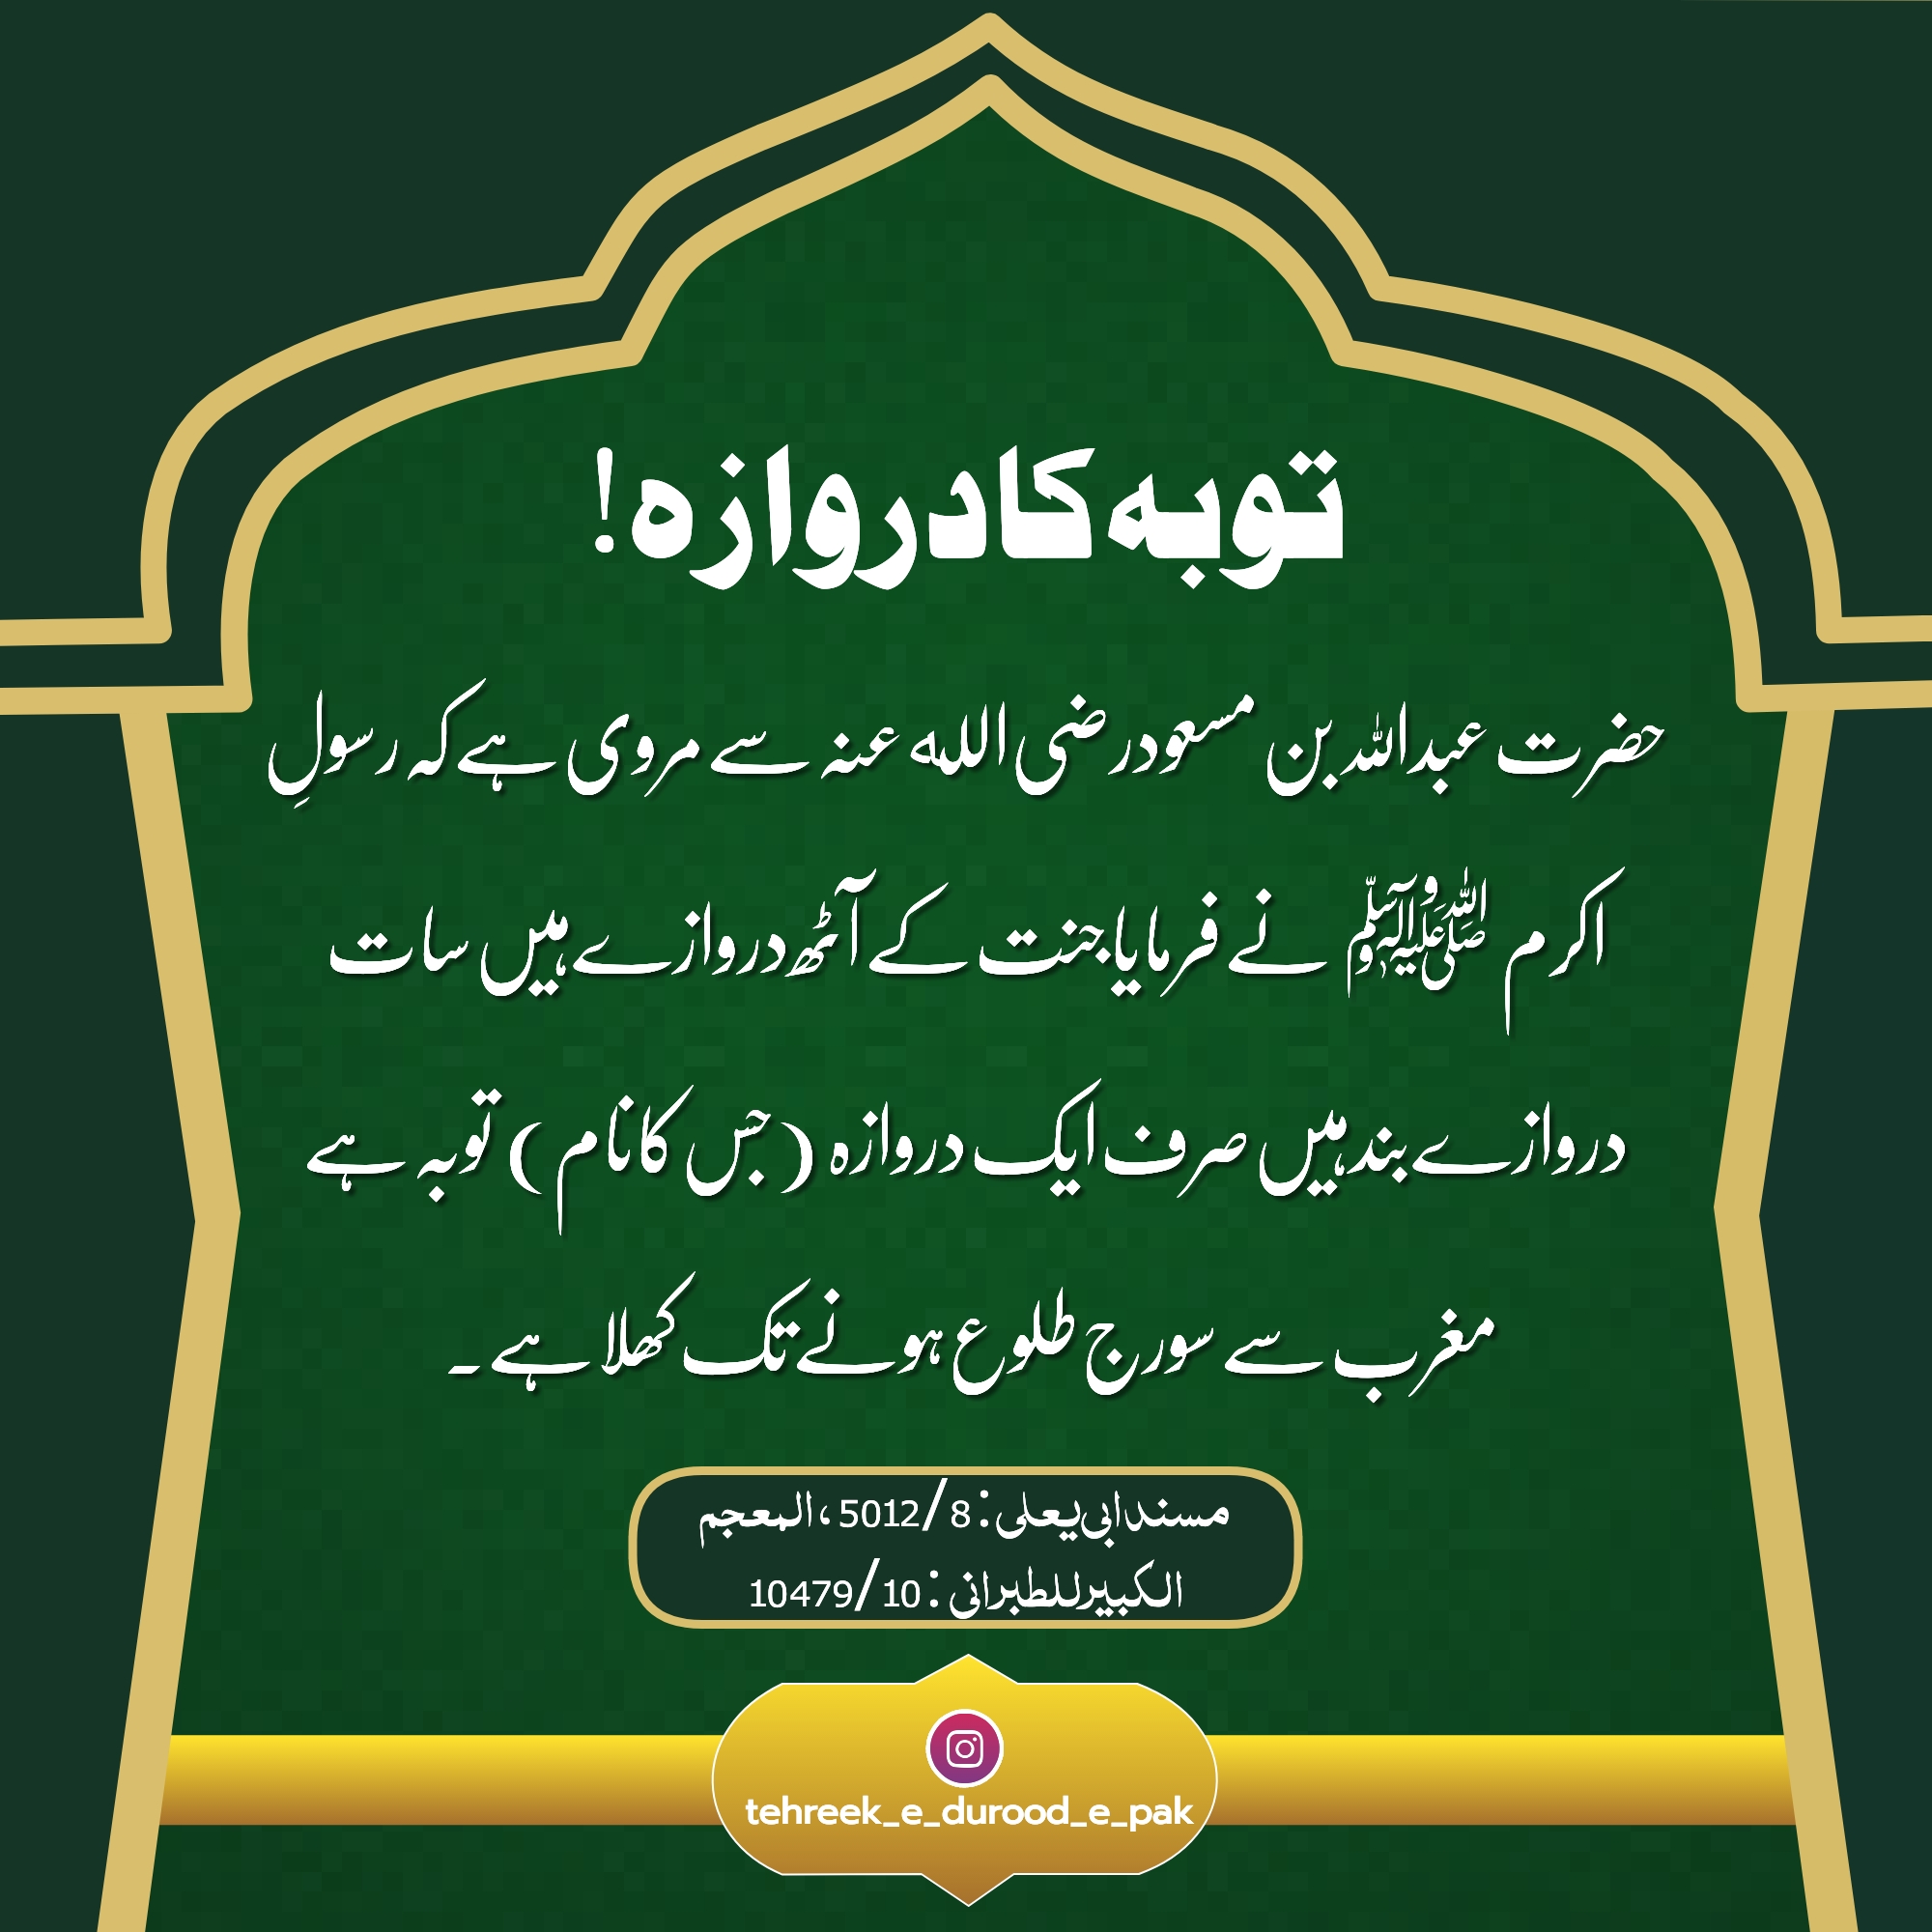 توبہ کا دروازہ!
حضرت عبداللہ بن مسعود رضی اللہ عنہ سے مروی ہے کہ رسولِ
اکرم ﷺ نے فرمایا جنت کے آٹھ دروازے ہیں سات
دروازے بند ہیں صرف ایک دروازہ (جس کا نام) توبہ ہے
مغرب سے سورج طلوع ہونے تک کھلا ہے۔
مسند ابی یعلی: 8/5012، المعجم
الکبیر للطبرانی: 10/10479
tehreek_e_durood_e_pak